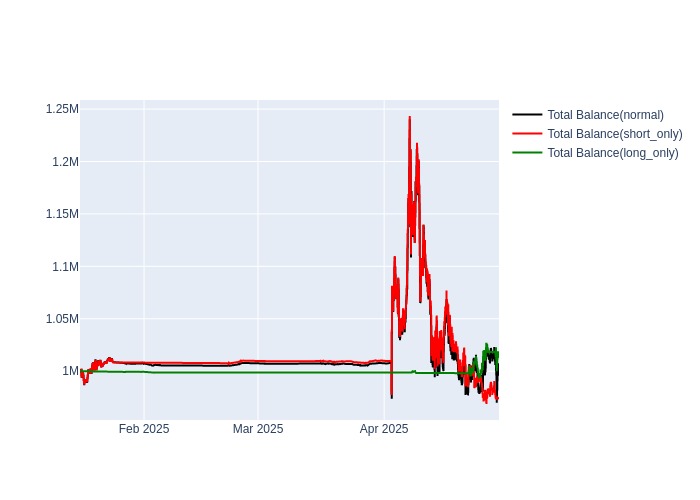 1.25M
1.2M
1.15M
1.1M
1.05M
1M
Feb 2025
Mar 2025
Apr 2025
Total Balance(normal)
Total Balance(short_only)
Total Balance(long_only)